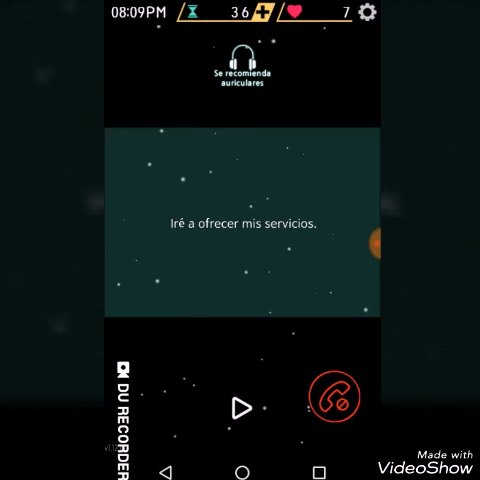 08:09PM 36 7
Se recomienda
auriculares
Iré a ofrecer mis servicios.
DU RECORDER
Made with
VideoShow